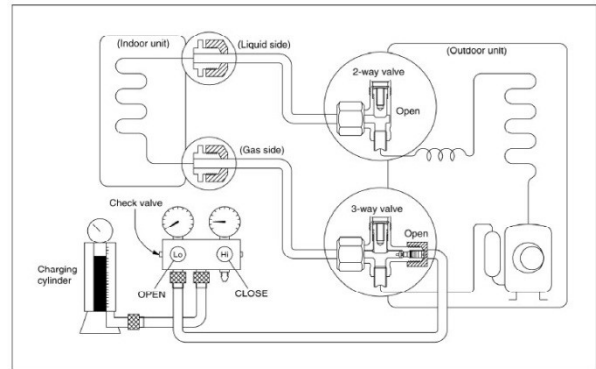 (Indoor unit)
(Liquid side)
(Outdoor unit)
2-way valve
Open
(Gas side)
3-way valve
Open
Check valve
Lo
Hi
Charging
cylinder
OPEN
CLOSE